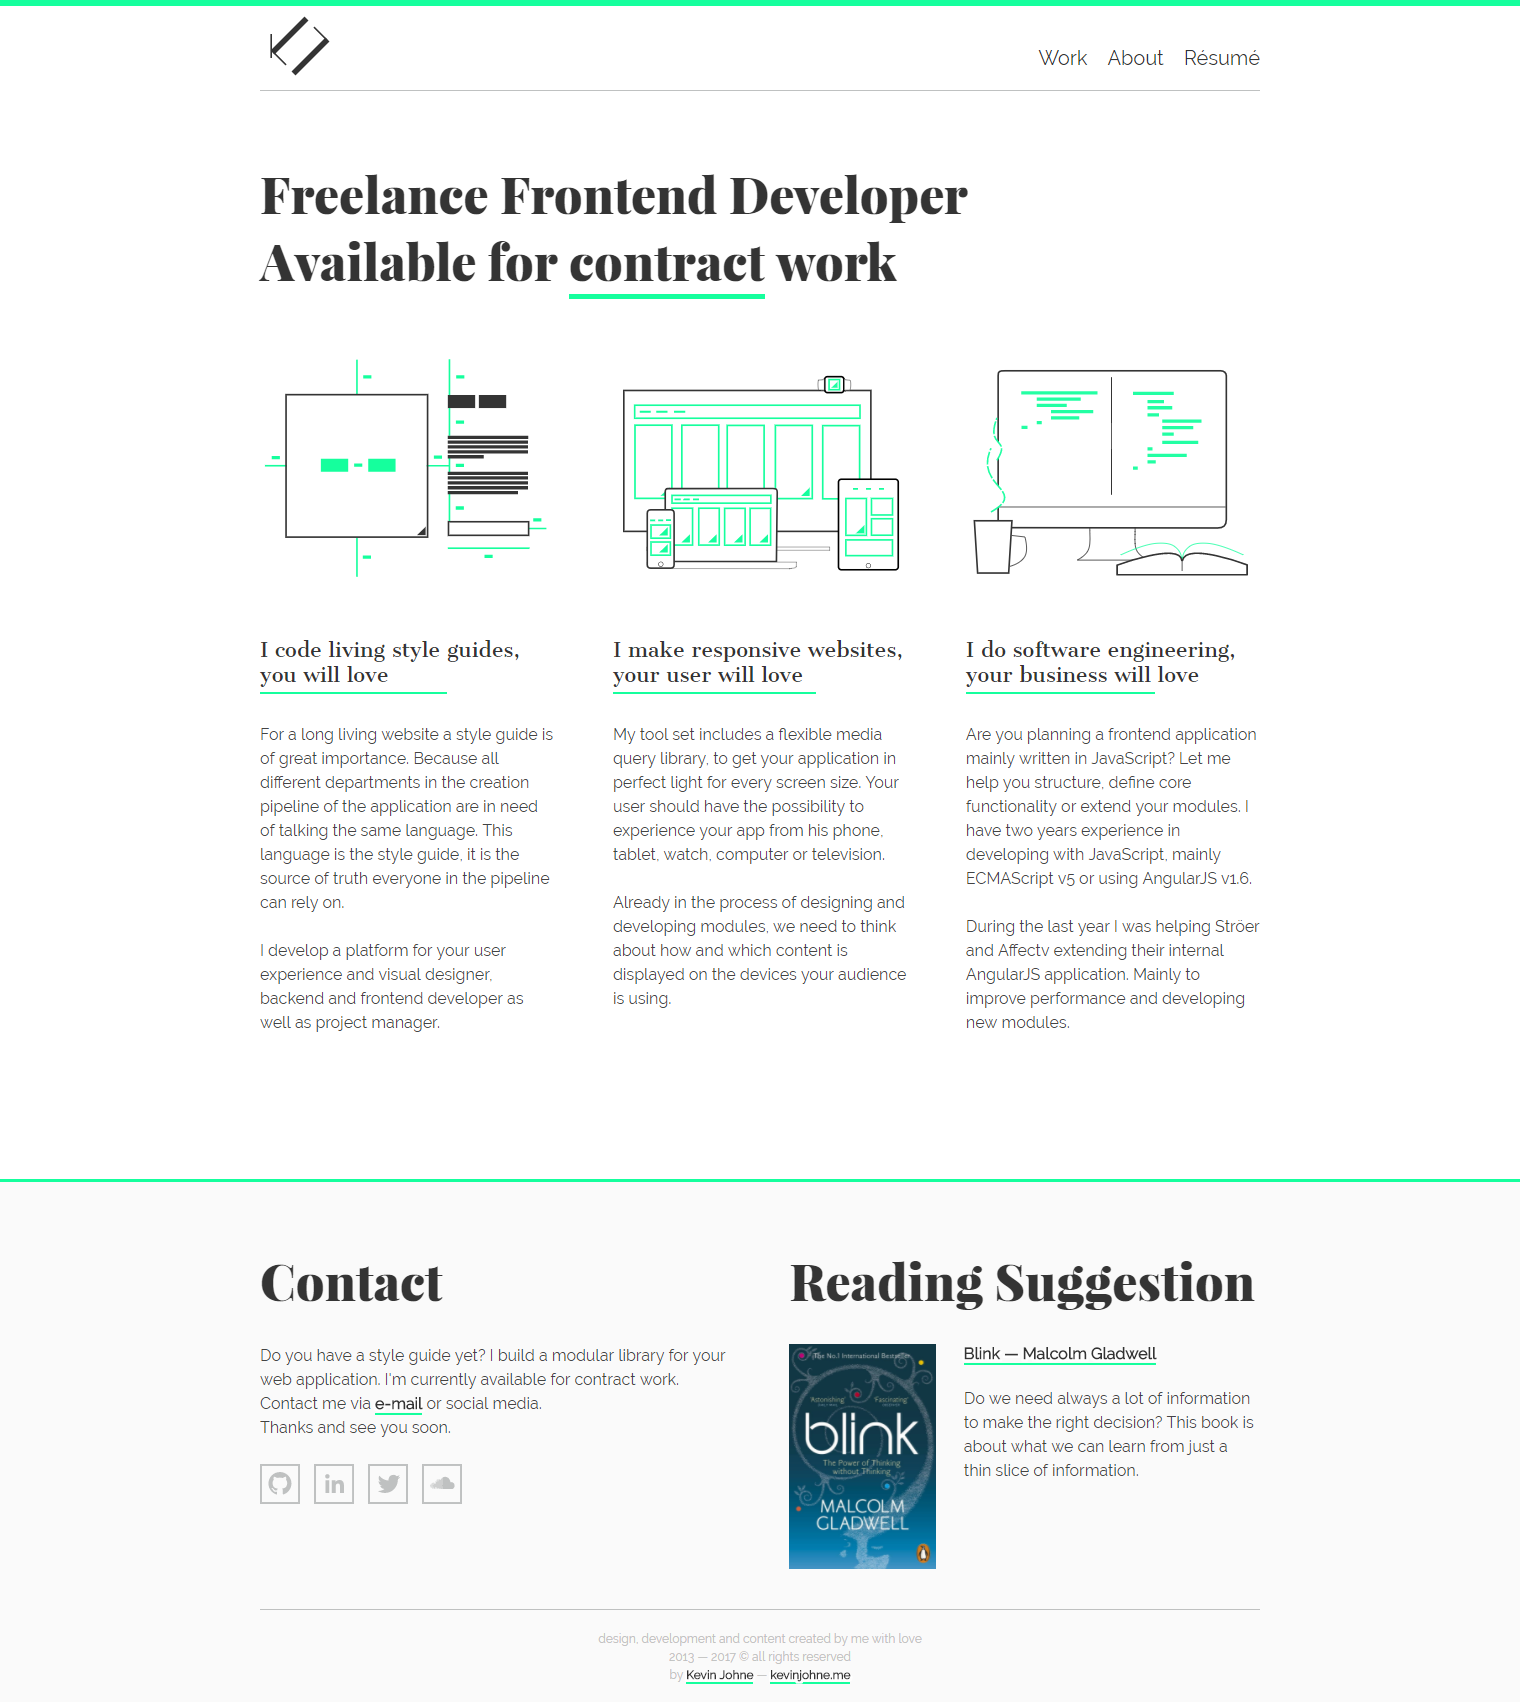 Work About Résumé
Freelance Frontend Developer
Available for contract work
I code living style guides,
you will love
For a long living website a style guide is
of great importance. Because all
different departments in the creation
pipeline of the application are in need
of talking the same language. This
language is the style guide, it is the
source of truth everyone in the pipeline
can rely on.
I develop a platform for your user
experience and visual designer,
backend and frontend developer as
well as project manager.
I make responsive websites,
your user will love
My tool set includes a flexible media
query library, to get your application in
perfect light for every screen size. Your
user should have the possibility to
experience your app from his phone,
tablet, watch, computer or television.
Already in the process of designing and
developing modules, we need to think
about how and which content is
displayed on the devices your audience
is using.
I do software engineering,
your business will love
Are you planning a frontend application
mainly written in JavaScript? Let me
help you structure, define core
functionality or extend your modules. I
have two years experience in
developing with JavaScript, mainly
ECMAScript v5 or using AngularJS v1.6.
During the last year I was helping Ströer
and Affectv extending their internal
AngularJS application. Mainly to
improve performance and developing
new modules.
Contact
Do you have a style guide yet? I build a modular library for your
web application. I'm currently available for contract work.
Contact me via e-mail or social media.
Thanks and see you soon.
in
Reading Suggestion
The No.1 International Bestseller
'Astonishing' 'Fascinating'
blink
The Power of Thinking
without Thinking
MALCOLM
GLADWELL
Blink — Malcolm Gladwell
Do we need always a lot of information
to make the right decision? This book is
about what we can learn from just a
thin slice of information.
design, development and content created by me with love
2013 — 2017 © all rights reserved
by Kevin Johne — kevinjohne.me